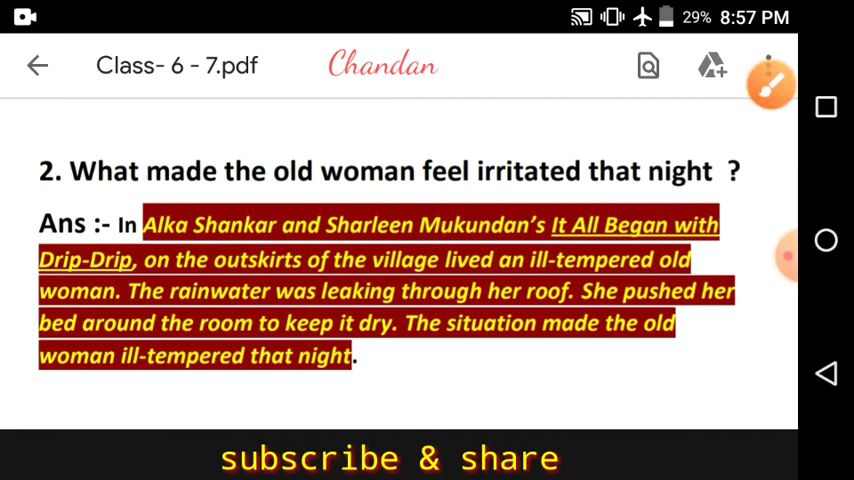 29% 8:57 PM
Class- 6 - 7.pdf Chandan
2. What made the old woman feel irritated that night ?
Ans :- In Alka Shankar and Sharleen Mukundan's It All Began with
Drip-Drip, on the outskirts of the village lived an ill-tempered old
woman. The rainwater was leaking through her roof. She pushed her
bed around the room to keep it dry. The situation made the old
woman ill-tempered that night.
subscribe & share